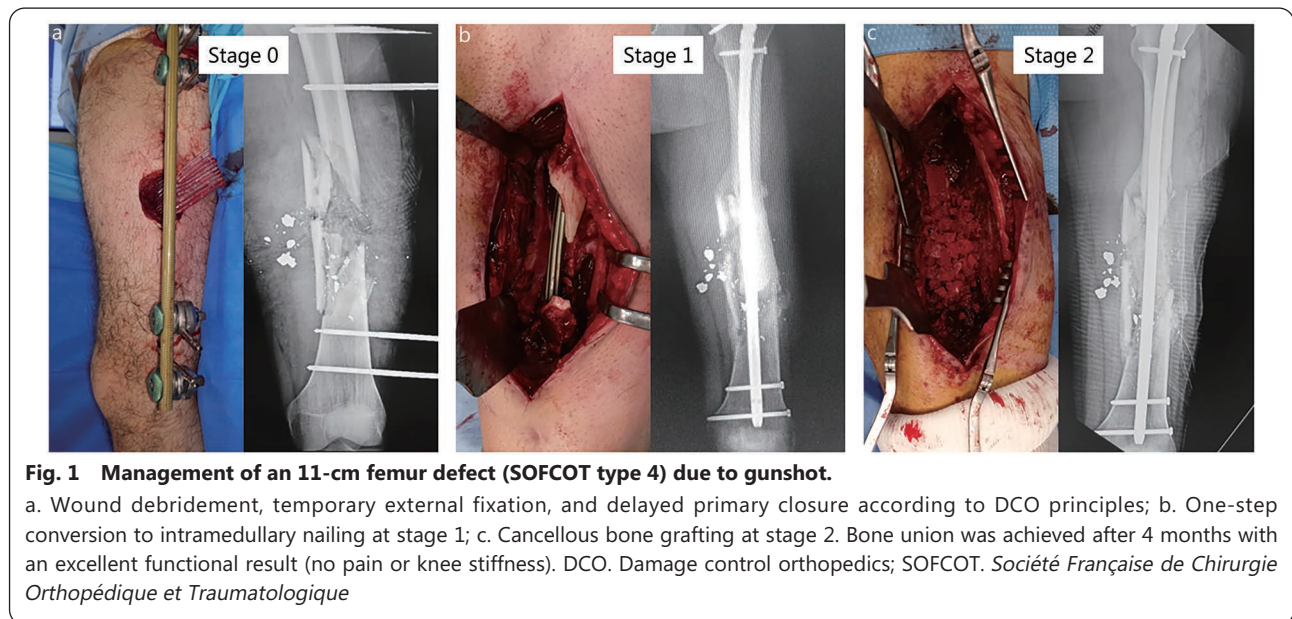 a
Stage 0
b
Stage 1
c
Stage 2
Fig. 1 Management of an 11-cm femur defect (SOFCOT type 4) due to gunshot.
a. Wound debridement, temporary external fixation, and delayed primary closure according to DCO principles; b. One-step
conversion to intramedullary nailing at stage 1; c. Cancellous bone grafting at stage 2. Bone union was achieved after 4 months with
an excellent functional result (no pain or knee stiffness). DCO. Damage control orthopedics; SOFCOT. Société Française de Chirurgie
Orthopédique et Traumatologique